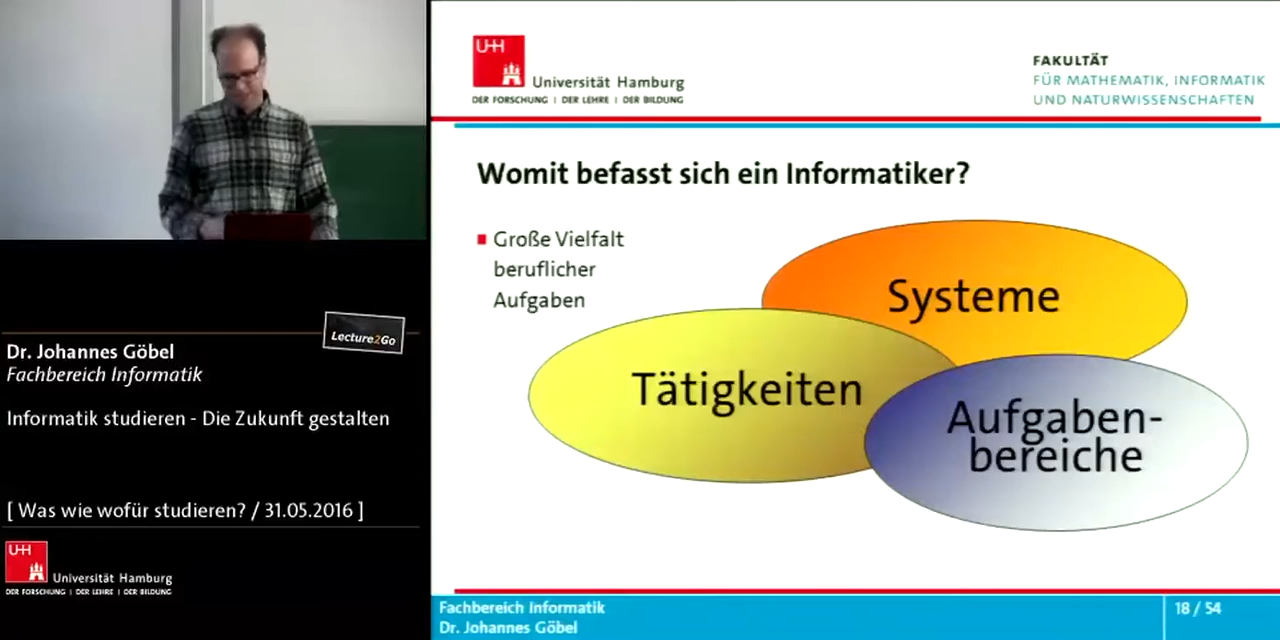 Dr. Johannes Göbel
Fachbereich Informatik
Informatik studieren - Die Zukunft gestalten
[ Was wie wofür studieren? / 31.05.2016 ]
Lecture2Go
UH
Universität Hamburg
DER FORSCHUNG | DER LEHRE | DER BILDUNG
UH
Universität Hamburg
DER FORSCHUNG | DER LEHRE | DER BILDUNG
FAKULTÄT
FÜR MATHEMATIK, INFORMATIK
UND NATURWISSENSCHAFTEN
Womit befasst sich ein Informatiker?
Große Vielfalt
beruflicher
Aufgaben
Systeme
Tätigkeiten
Aufgaben-
bereiche
Fachbereich Informatik
Dr. Johannes Göbel
18 / 54